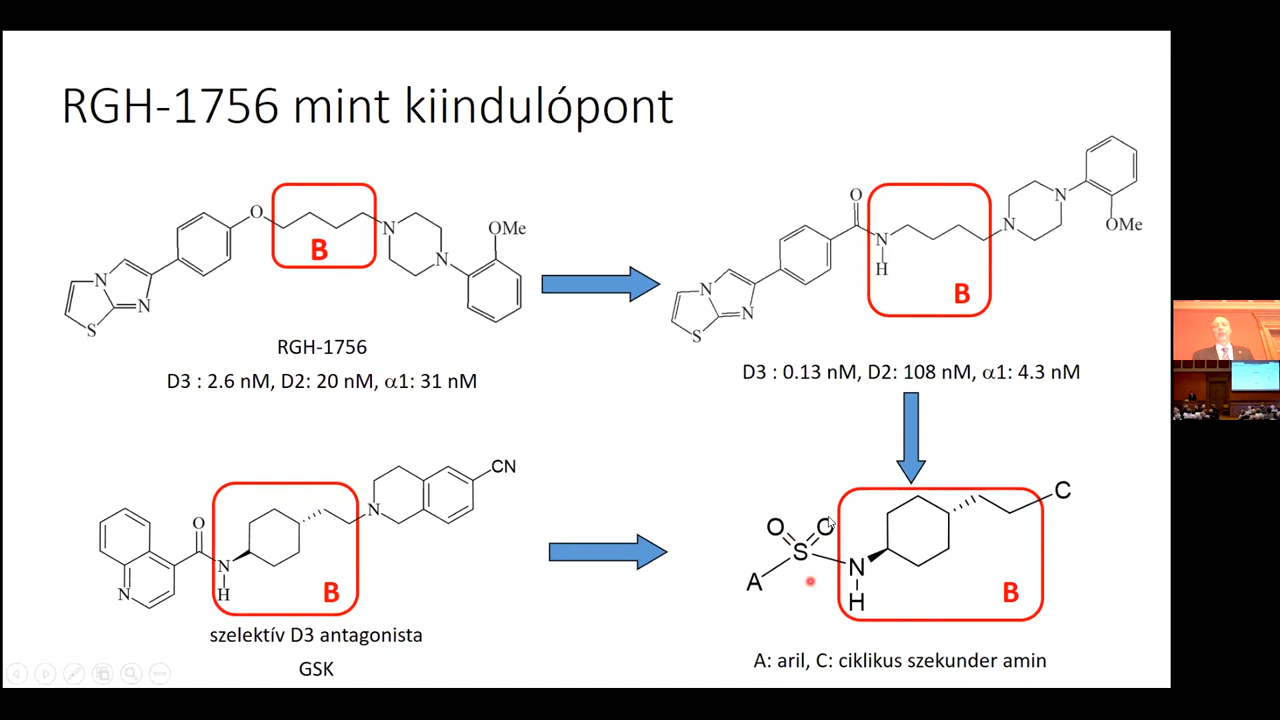 RGH-1756 mint kiindulópont
O
B
N
N
OMe
N
N
S
RGH-1756
D3 : 2.6 nM, D2: 20 nM, α1: 31 nM
O
N
H
B
N
N
OMe
N
N
S
D3 : 0.13 nM, D2: 108 nM, α1: 4.3 nM
CN
N
O
N
H
B
N
szelektív D3 antagonista
GSK
C
O
O
S
A
N
H
B
A: aril, C: ciklikus szekunder amin